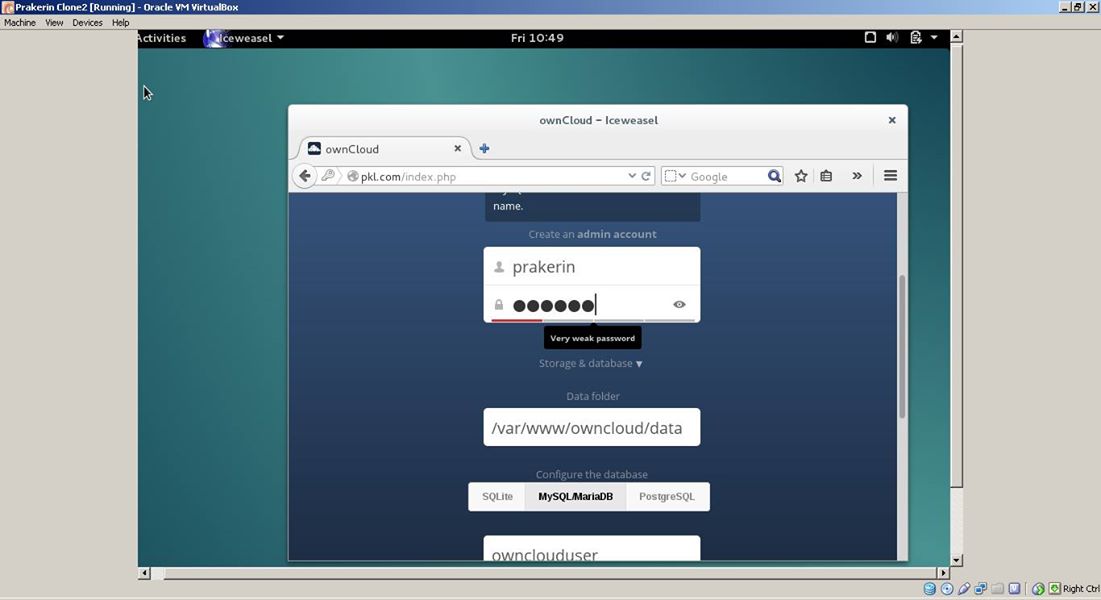 Prakerin Clone2 [Running] - Oracle VM VirtualBox
Machine View Devices Help
Activities Iceweasel Fri 10:49
ownCloud – Iceweasel
ownCloud
pkl.com/index.php Google
name.
Create an admin account
prakerin
Very weak password
Storage & database ▼
Data folder
/var/www/owncloud/data
Configure the database
SQLite MySQL/MariaDB PostgreSQL
ownclouduser
Right Ctrl